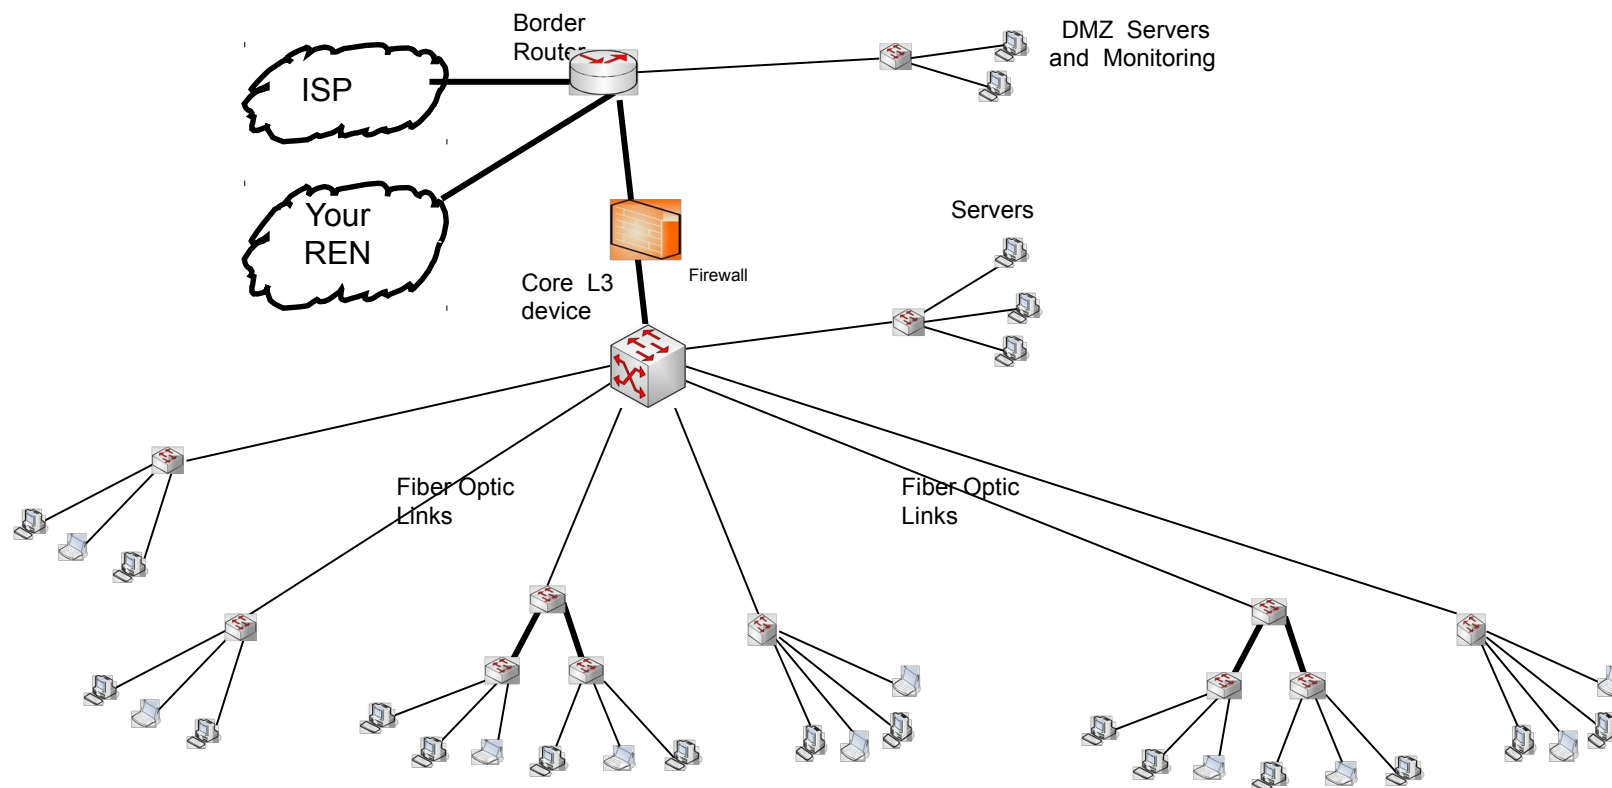 Border
Router
DMZ Servers
and Monitoring
ISP
Your
REN
Servers
Firewall
Core L3
device
Fiber Optic
Links
Fiber Optic
Links